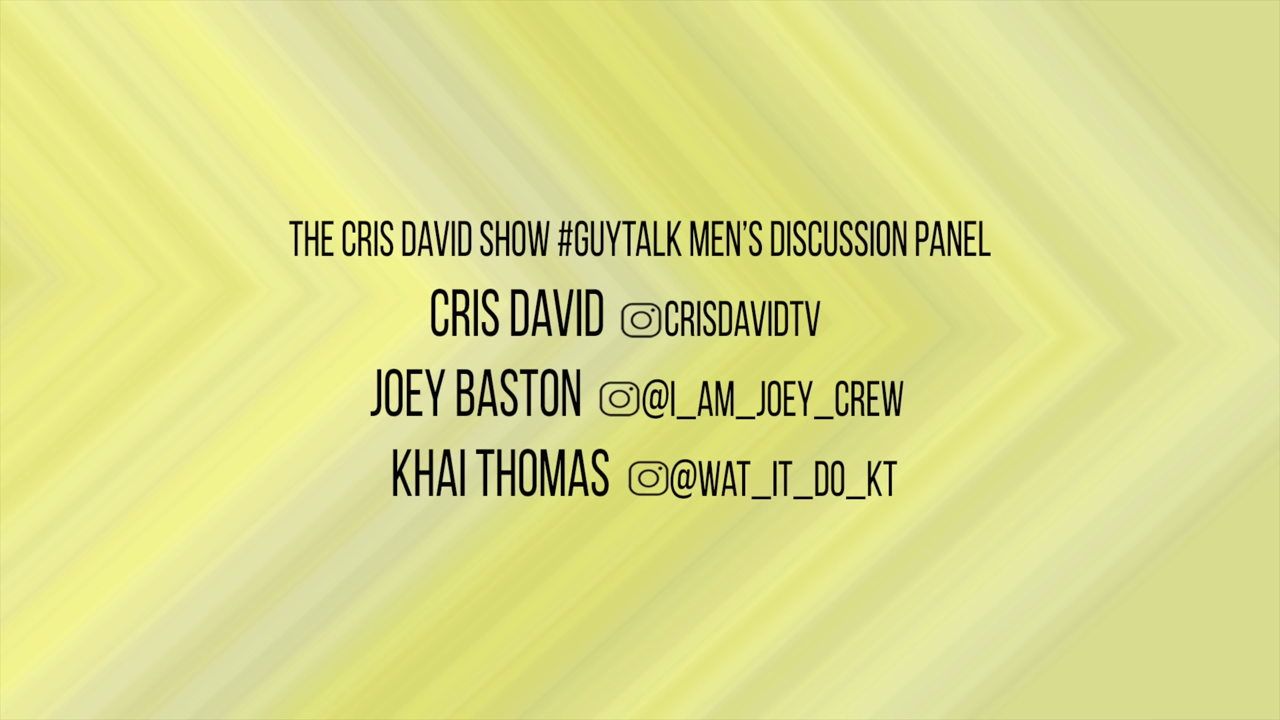 THE CRIS DAVID SHOW #GUYTALK MEN'S DISCUSSION PANEL
CRIS DAVID CRISDAVIDTV
JOEY BASTON @I_AM_JOEY_CREW
KHAI THOMAS @WAT_IT_DO_KT